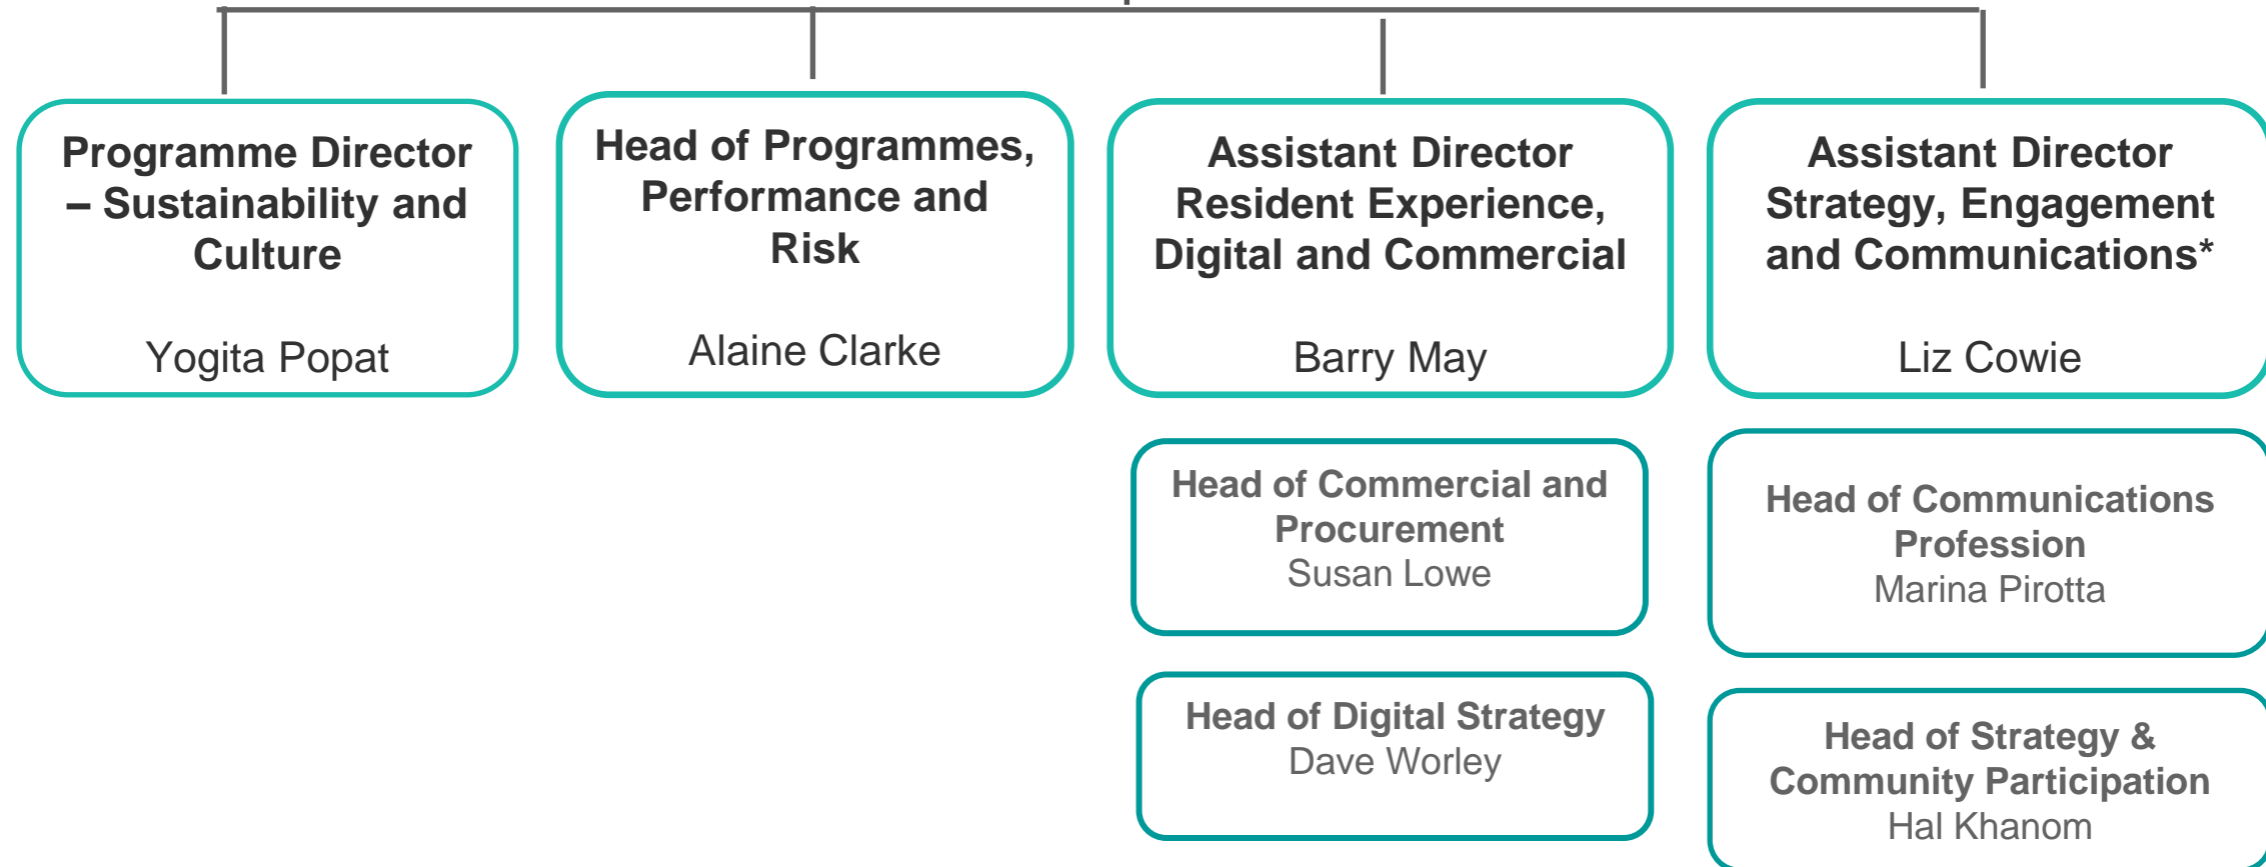 Programme Director
– Sustainability and
Culture
Yogita Popat
Head of Programmes,
Performance and
Risk
Alaine Clarke
Assistant Director
Resident Experience,
Digital and Commercial
Barry May
Assistant Director
Strategy, Engagement
and Communications*
Liz Cowie
Head of Commercial and
Procurement
Susan Lowe
Head of Digital Strategy
Dave Worley
Head of Communications
Profession
Marina Pirotta
Head of Strategy &
Community Participation
Hal Khanom